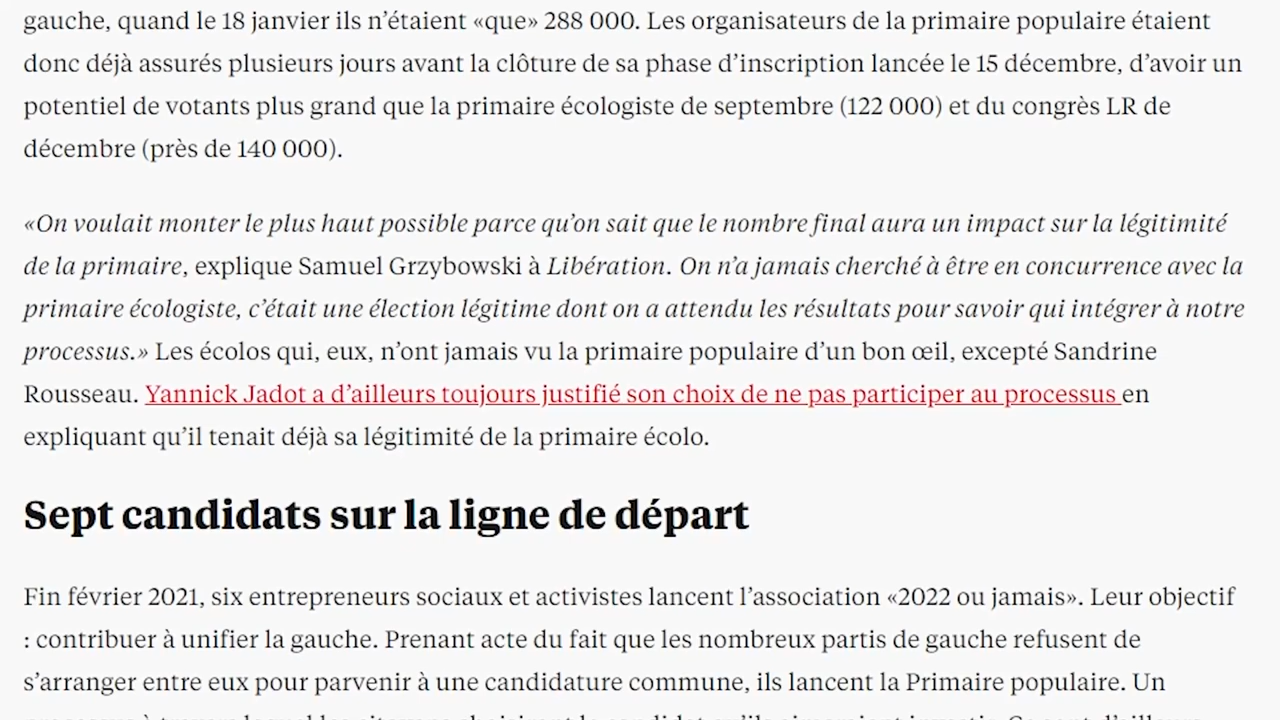 gauche, quand le 18 janvier ils n’étaient «que» 288 000. Les organisateurs de la primaire populaire étaient
donc déjà assurés plusieurs jours avant la clôture de sa phase d’inscription lancée le 15 décembre, d’avoir un
potentiel de votants plus grand que la primaire écologiste de septembre (122 000) et du congrès LR de
décembre (près de 140 000).
«On voulait monter le plus haut possible parce qu’on sait que le nombre final aura un impact sur la légitimité
de la primaire, explique Samuel Grzybowski à Libération. On n’a jamais cherché à être en concurrence avec la
primaire écologiste, c’était une élection légitime dont on a attendu les résultats pour savoir qui intégrer à notre
processus.» Les écolos qui, eux, n’ont jamais vu la primaire populaire d’un bon œil, excepté Sandrine
Rousseau. Yannick Jadot a d’ailleurs toujours justifié son choix de ne pas participer au processus en
expliquant qu’il tenait déjà sa légitimité de la primaire écolo.
Sept candidats sur la ligne de départ
Fin février 2021, six entrepreneurs sociaux et activistes lancent l’association «2022 ou jamais». Leur objectif
: contribuer à unifier la gauche. Prenant acte du fait que les nombreux partis de gauche refusent de
s’arranger entre eux pour parvenir à une candidature commune, ils lancent la Primaire populaire. Un